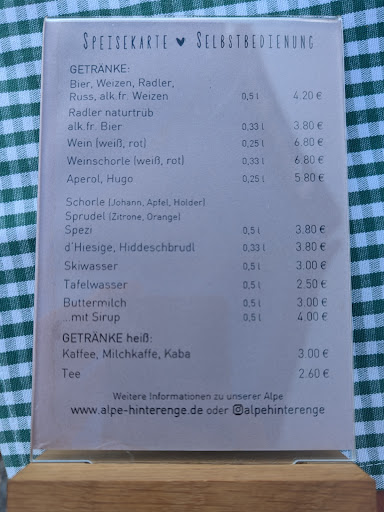 SPEISEKARTE ♥ SELBSTBEDIENUNG
GETRÄNKE:
Bier, Weizen, Radler,
Russ, alk.fr. Weizen 0,5 l 4.20 €
Radler naturtrüb
alk.fr. Bier 0,33 l 3.80 €
Wein (weiß, rot) 0,25 l 6.80 €
Weinschorle (weiß, rot) 0,33 l 6.80 €
Aperol, Hugo 0,25 l 5.80 €
Schorle (Johann, Apfel, Holder)
Sprudel (Zitrone, Orange)
Spezi 0,5 l 3.80 €
d'Hiesige, Hiddeschbrudl 0,33 l 3.80 €
Skiwasser 0,5 l 3.00 €
Tafelwasser 0,5 l 2.50 €
Buttermilch 0,5 l 3.00 €
...mit Sirup 0,5 l 4.00 €
GETRÄNKE heiß:
Kaffee, Milchkaffe, Kaba 3.00 €
Tee 2.60 €
Weitere Informationen zu unserer Alpe
www.alpe-hinterenge.de oder @alpehinterenge